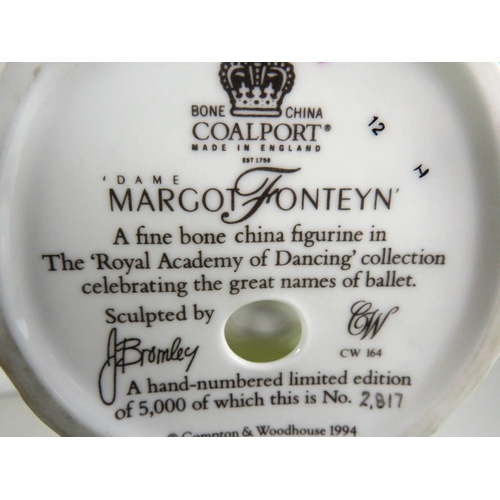 BONE CHINA
COALPORT®
MADE IN ENGLAND
EST 1750
12
H
'DAME
MARGOT FONTEYN'
A fine bone china figurine in
The 'Royal Academy of Dancing' collection
celebrating the great names of ballet.
Sculpted by
J Bromley
CW
CW 164
A hand-numbered limited edition
of 5,000 of which this is No. 2,817
© Compton & Woodhouse 1994